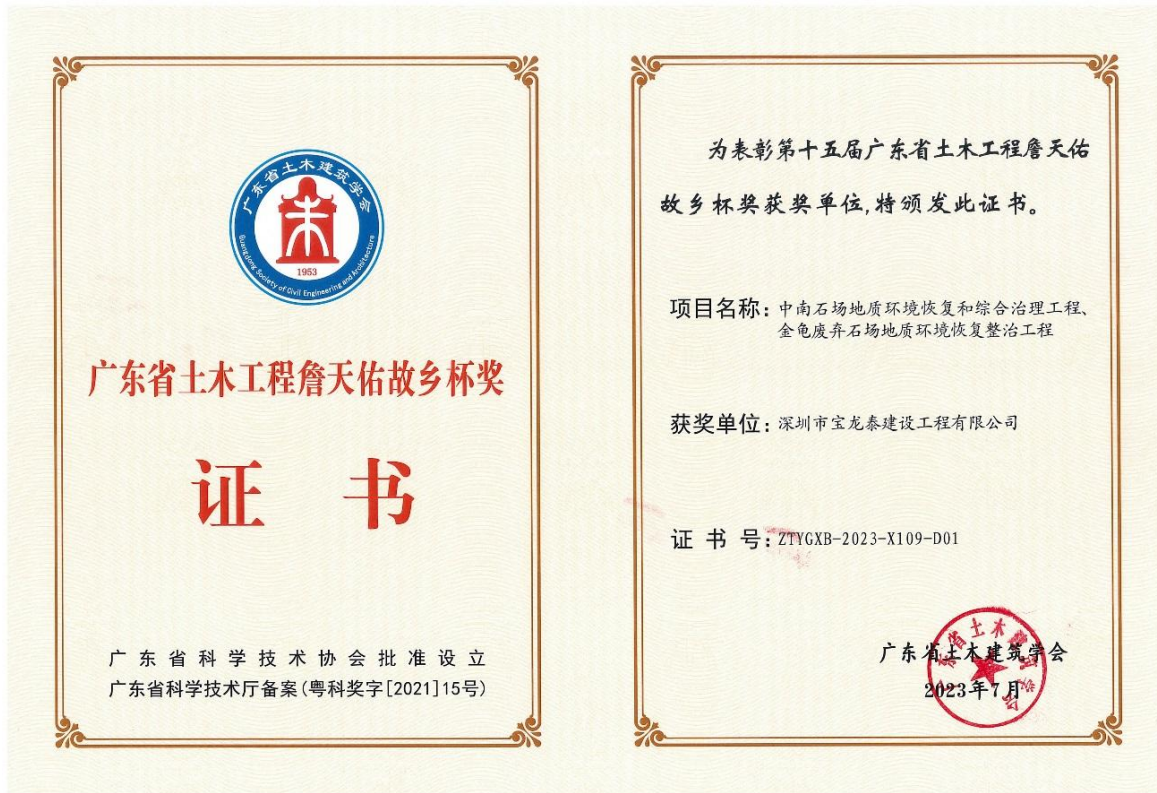 广东省土木建筑学会
1953
Guangdong Society of Civil Engineering and Architecture
广东省土木工程詹天佑故乡杯奖
证 书
广东省科学技术协会批准设立
广东省科学技术厅备案(粤科奖字[2021]15号)
为表彰第十五届广东省土木工程詹天佑
故乡杯奖获奖单位,特颁发此证书。
项目名称:中南石场地质环境恢复和综合治理工程、
金龟废弃石场地质环境恢复整治工程
获奖单位:深圳市宝龙泰建设工程有限公司
证 书 号:ZTYGXB-2023-X109-D01
广东省土木建筑学会
2023年7月
广东省土木建筑学会